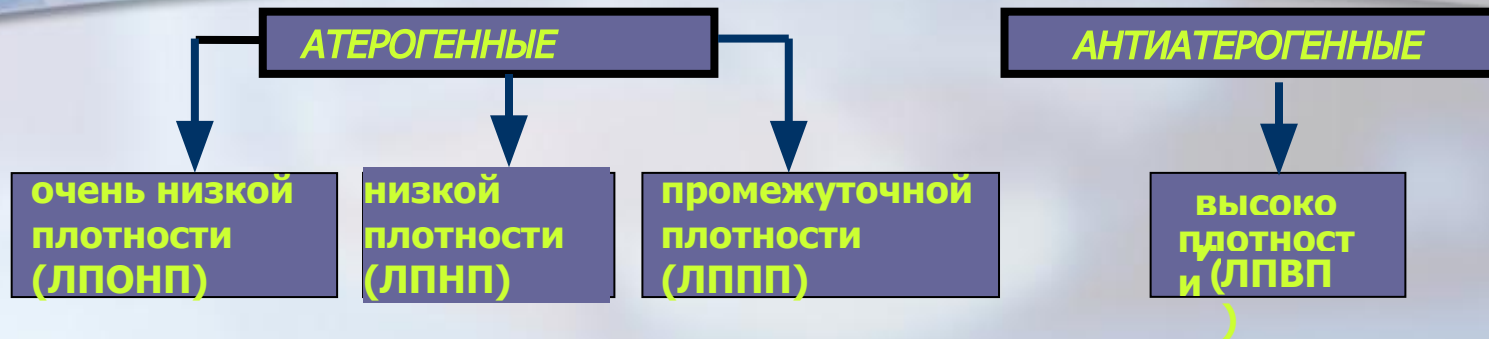 АТЕРОГЕННЫЕ
АНТИАТЕРОГЕННЫЕ
очень низкой
плотности
(ЛПОНП)
низкой
плотности
(ЛПНП)
промежуточной
плотности
(ЛППП)
высоко
плотност
и (ЛПВП
)